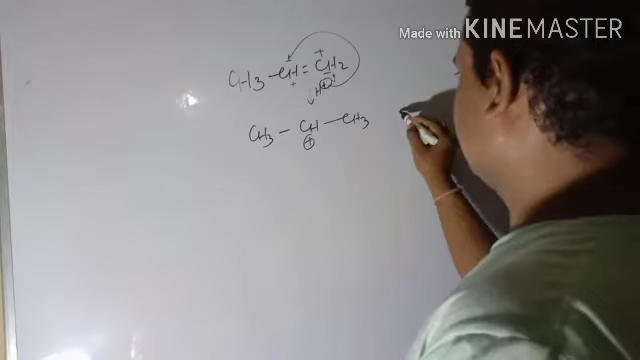 Made with KINEMASTER
CH3 - CH = CH2
H+
CH3 - CH - CH3
+